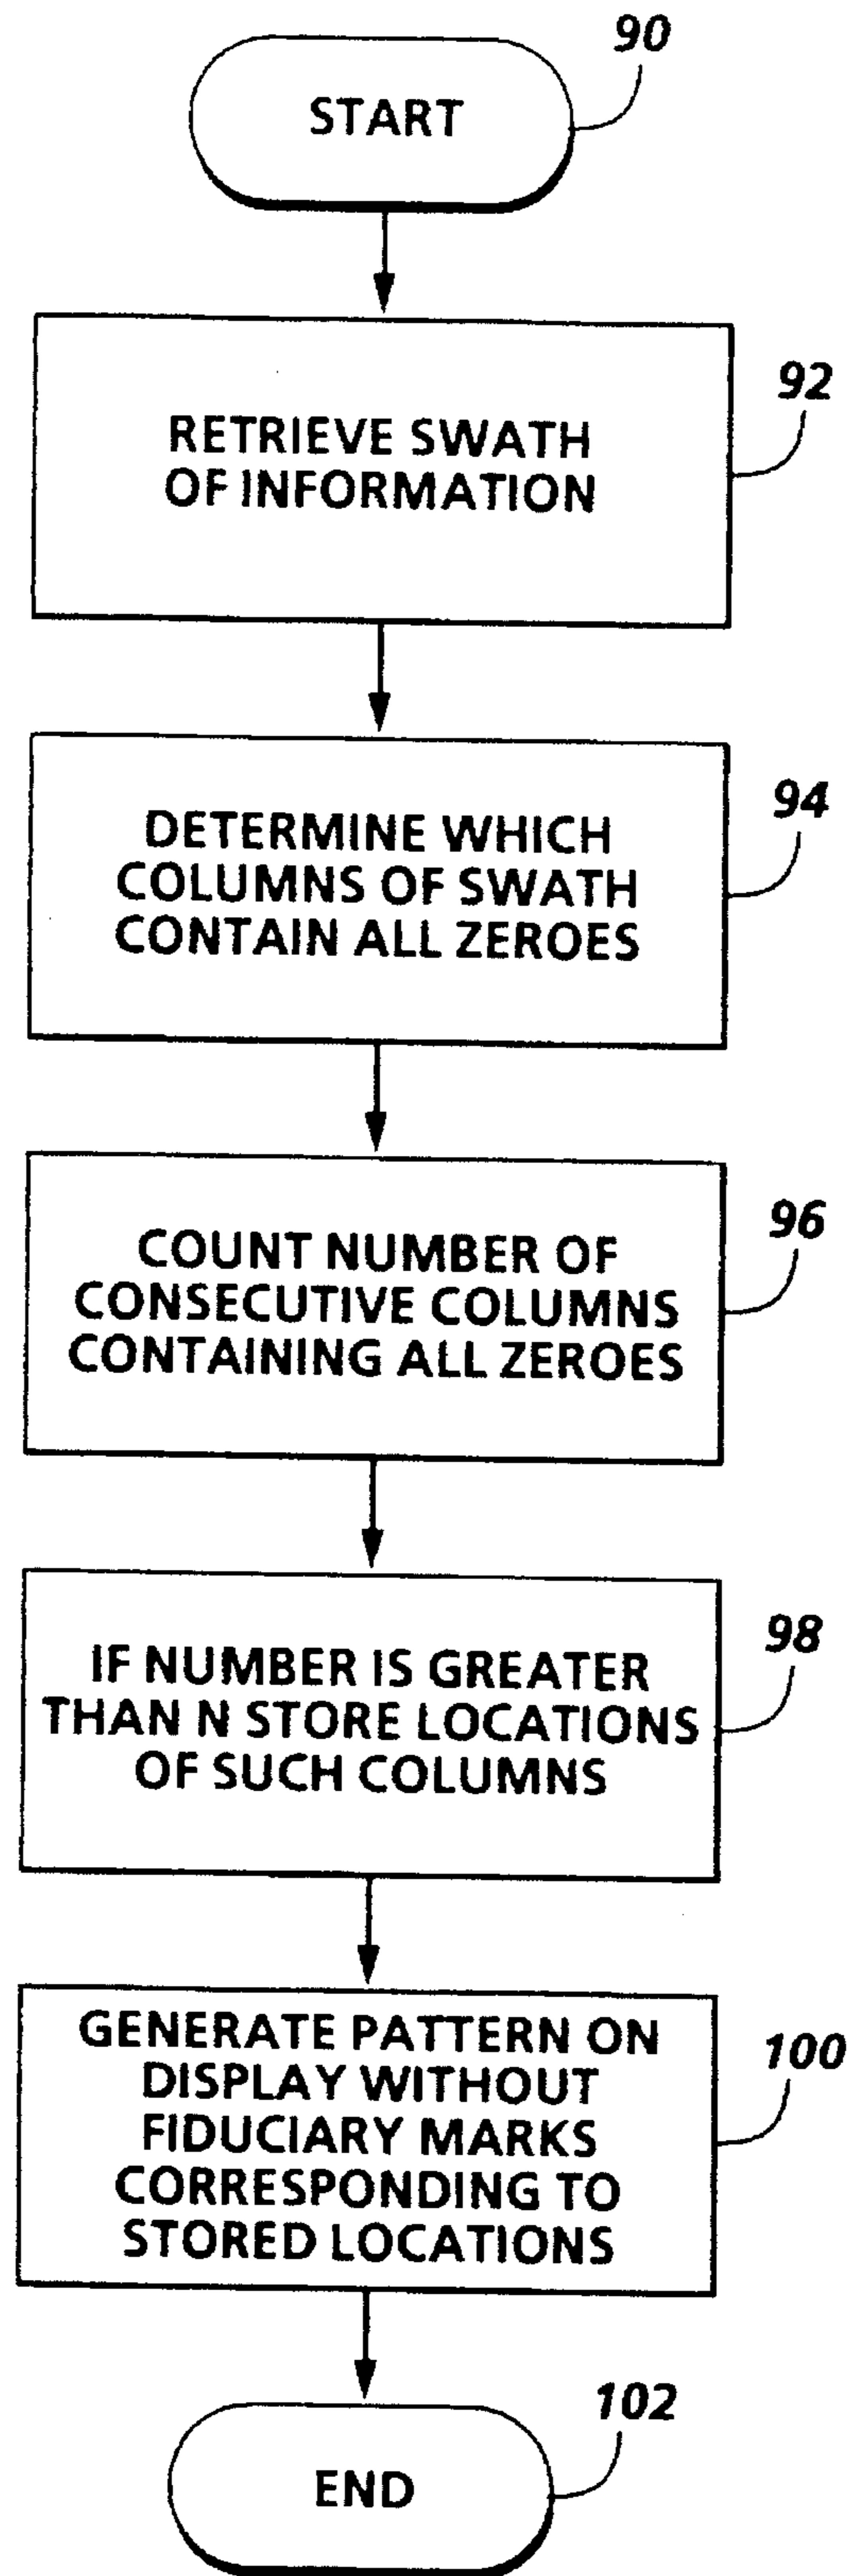 90
START
92
RETRIEVE SWATH
OF INFORMATION
94
DETERMINE WHICH
COLUMNS OF SWATH
CONTAIN ALL ZEROES
96
COUNT NUMBER OF
CONSECUTIVE COLUMNS
CONTAINING ALL ZEROES
98
IF NUMBER IS GREATER
THAN N STORE LOCATIONS
OF SUCH COLUMNS
100
GENERATE PATTERN ON
DISPLAY WITHOUT
FIDUCIARY MARKS
CORRESPONDING TO
STORED LOCATIONS
102
END